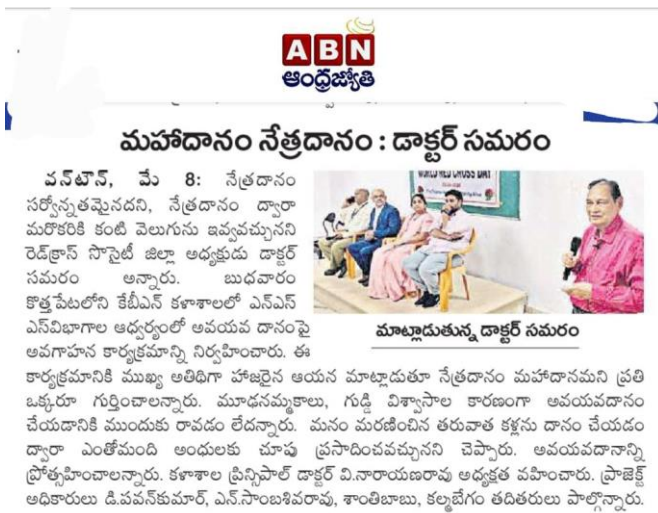 ABN
ఆంధ్రజ్యోతి
మహాదానం నేత్రదానం : డాక్టర్ సమరం
వన్‌టౌన్, మే 8: నేత్రదానం
సర్వోన్నతమైనదని, నేత్రదానం ద్వారా
మరొకరికి కంటి వెలుగును ఇవ్వవచ్చునని
రెడ్‌క్రాస్ సొసైటీ జిల్లా అధ్యక్షుడు డాక్టర్
సమరం అన్నారు. బుధవారం
కొత్తపేటలోని కేబీఎన్ కళాశాలలో ఎన్ఎస్
ఎస్‌విభాగాల ఆధ్వర్యంలో అవయవ దానంపై
అవగాహన కార్యక్రమాన్ని నిర్వహించారు. ఈ
WORLD RED CROSS DAY
మాట్లాడుతున్న డాక్టర్ సమరం
కార్యక్రమానికి ముఖ్య అతిథిగా హాజరైన ఆయన మాట్లాడుతూ నేత్రదానం మహాదానమని ప్రతి
ఒక్కరూ గుర్తించాలన్నారు. మూఢనమ్మకాలు, గుడ్డి విశ్వాసాల కారణంగా అవయవదానం
చేయడానికి ముందుకు రావడం లేదన్నారు. మనం మరణించిన తరువాత కళ్లను దానం చేయడం
ద్వారా ఎంతోమంది అంధులకు చూపు ప్రసాదించవచ్చునని చెప్పారు. అవయవదానాన్ని
ప్రోత్సహించాలన్నారు. కళాశాల ప్రిన్సిపాల్ డాక్టర్ వి.నారాయణరావు అధ్యక్షత వహించారు. ప్రాజెక్ట్
అధికారులు డి.పవన్‌కుమార్, ఎన్.సాంబశివరావు, శాంతిబాబు, కల్మబేగం తదితరులు పాల్గొన్నారు.